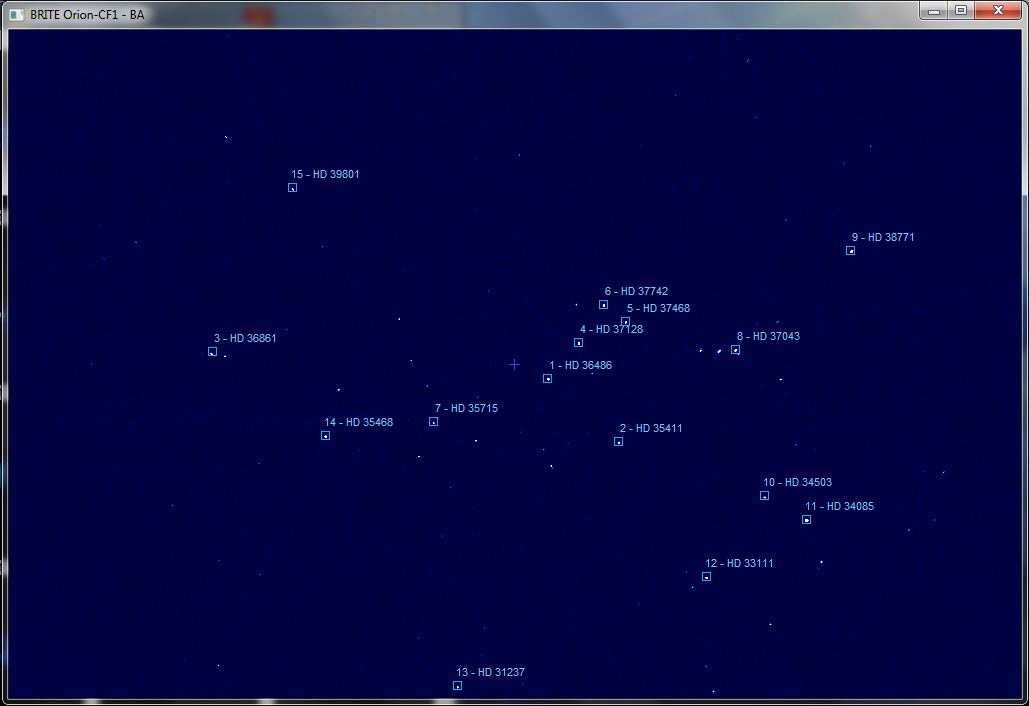 BRITE Orion-CF1 - BA
15 - HD 39801
9 - HD 38771
6 - HD 37742
5 - HD 37468
4 - HD 37128
8 - HD 37043
3 - HD 36861
1 - HD 36486
7 - HD 35715
14 - HD 35468
2 - HD 35411
10 - HD 34503
11 - HD 34085
12 - HD 33111
13 - HD 31237